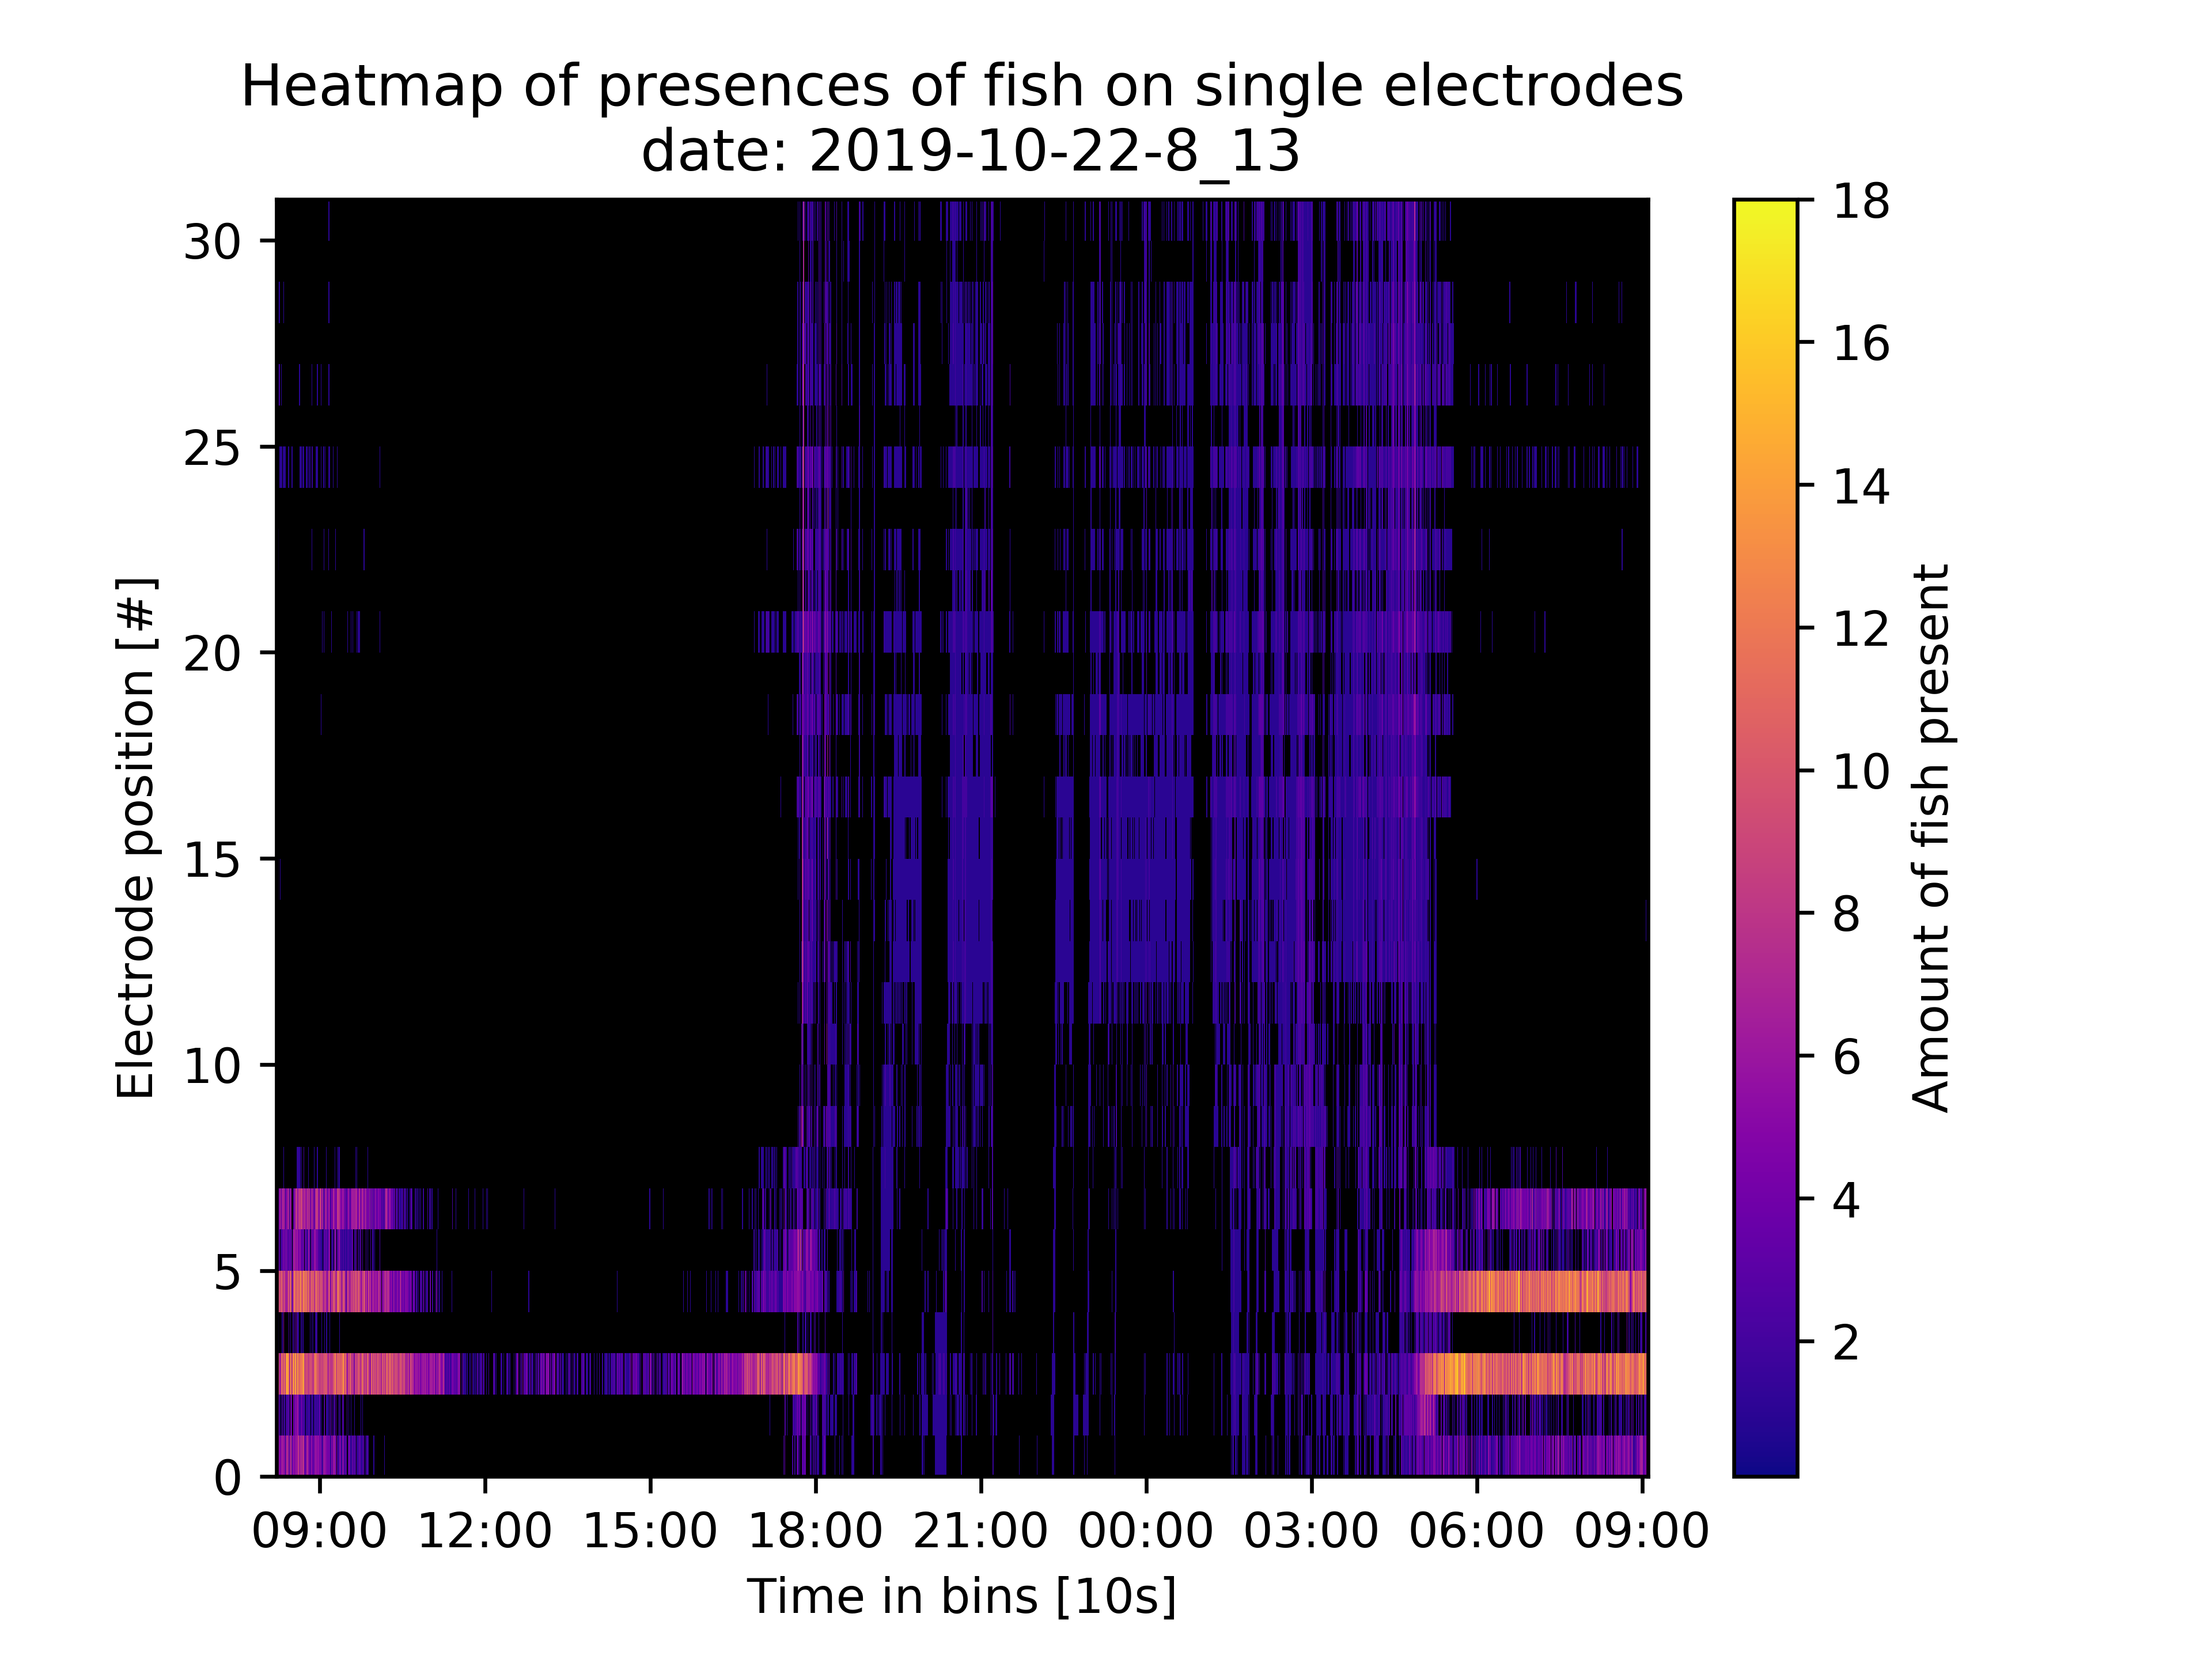 Heatmap of presences of fish on single electrodes
date: 2019-10-22-8_13
Electrode position [#]
30
25
20
15
10
5
0
09:00 12:00 15:00 18:00 21:00 00:00 03:00 06:00 09:00
Time in bins [10s]
18
16
14
12
10
8
6
4
2
Amount of fish present